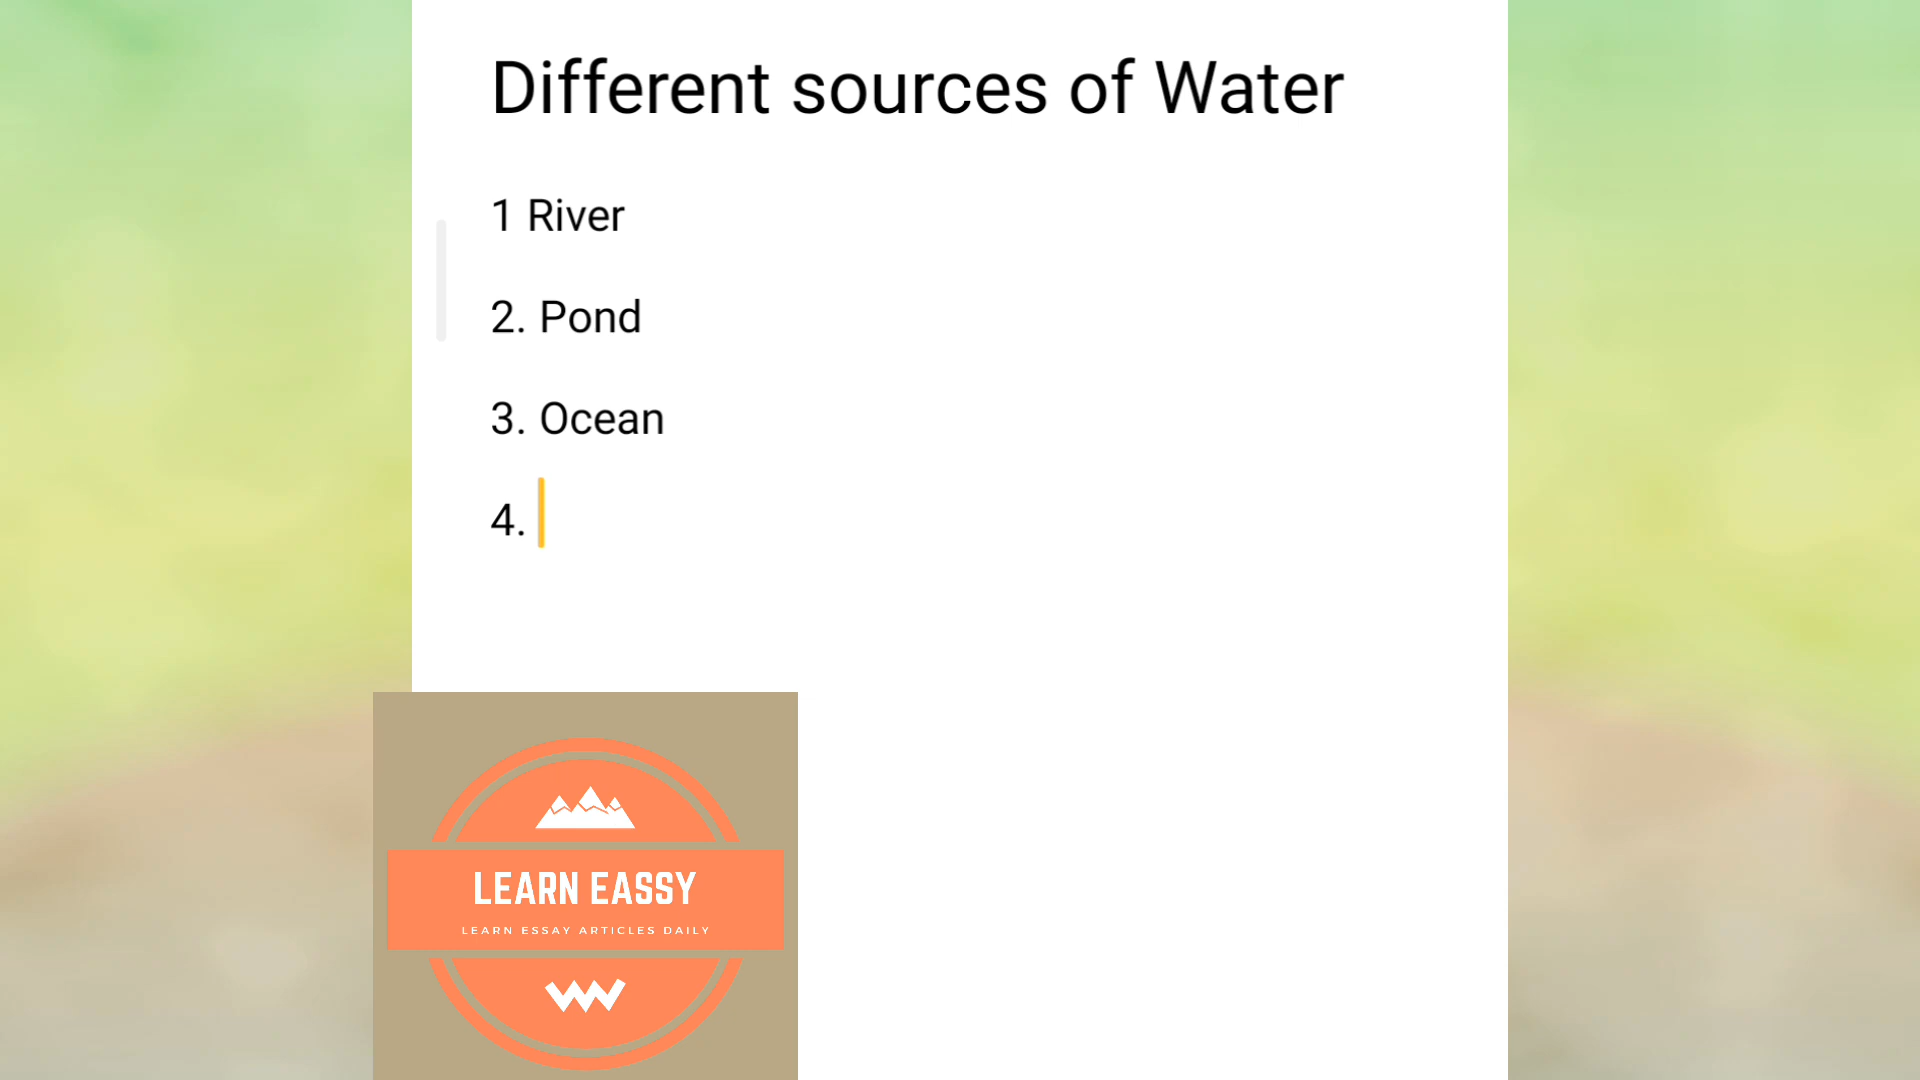 Different sources of Water
1 River
2. Pond
3. Ocean
4.
LEARN EASSY
LEARN ESSAY ARTICLES DAILY